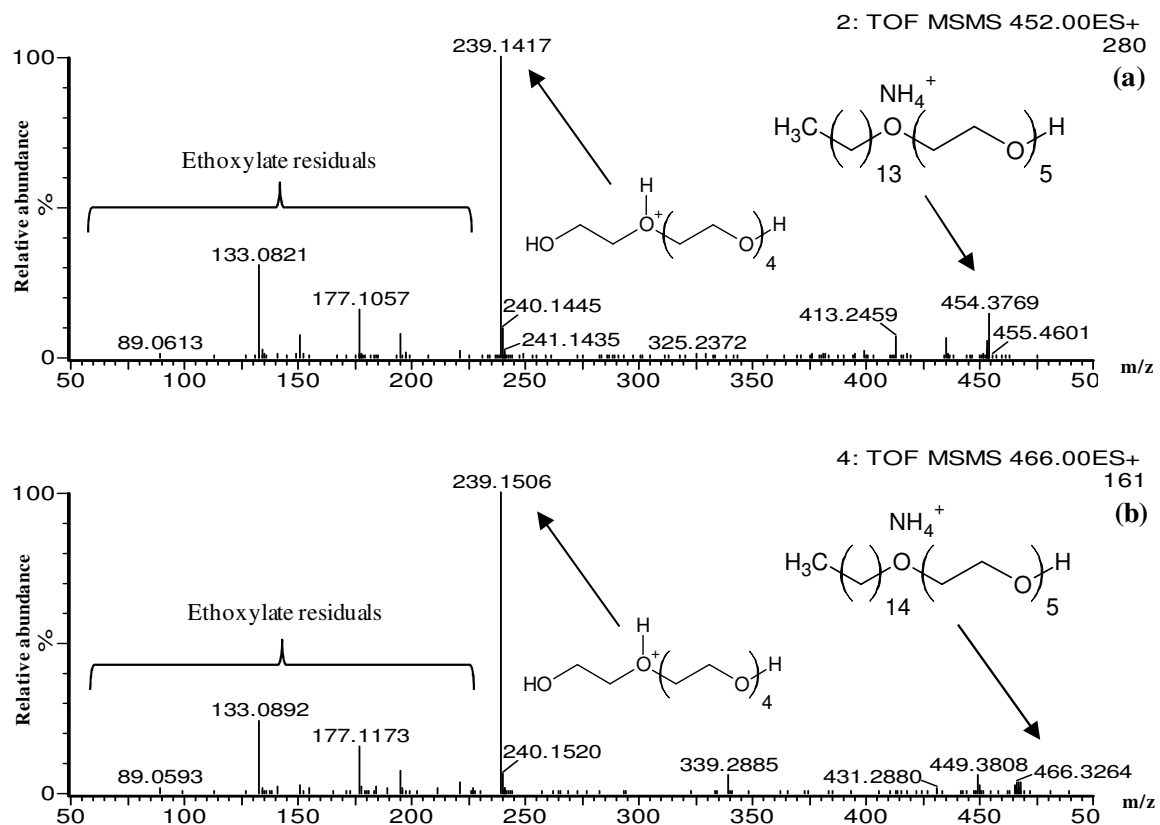 2: TOF MSMS 452.00ES+
280
(a)
239.1417
100
NH4+
H3C
O
O
H
13
5
Ethoxylate residuals
Relative abundance
%
H
HO
O+
O
H
4
133.0821
177.1057
240.1445
454.3769
413.2459
89.0613
241.1435
325.2372
455.4601
0
50 100 150 200 250 300 350 400 450 50
m/z
4: TOF MSMS 466.00ES+
161
(b)
239.1506
100
NH4+
H3C
O
O
H
14
5
Ethoxylate residuals
Relative abundance
%
H
HO
O+
O
H
4
133.0892
177.1173
240.1520
339.2885
449.3808
466.3264
89.0593
431.2880
0
50 100 150 200 250 300 350 400 450 50
m/z